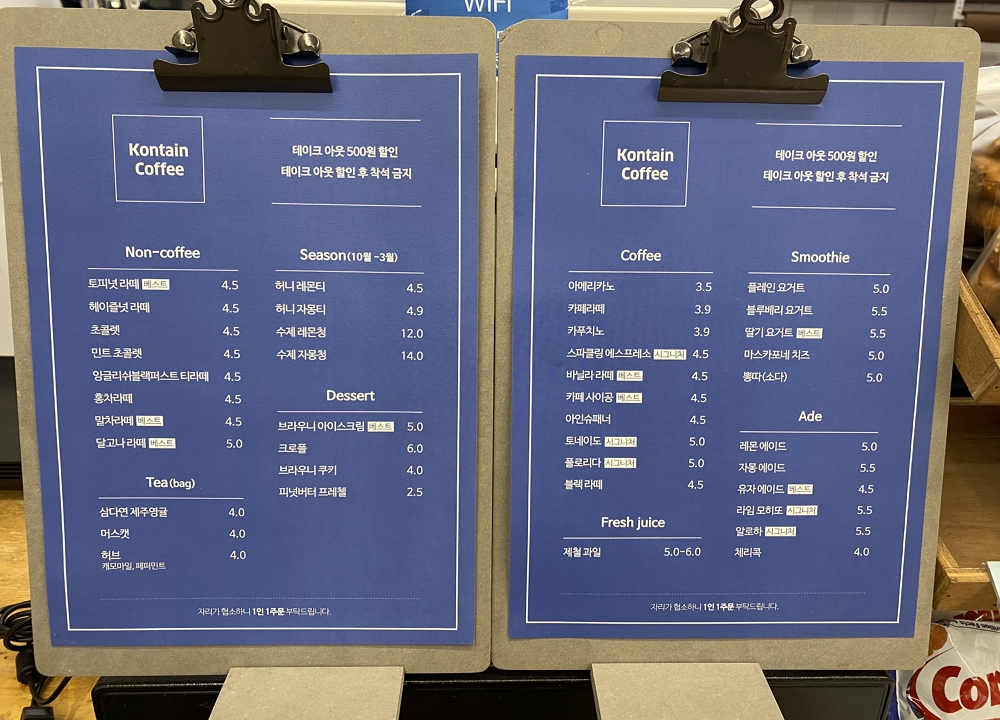 WIFI
Kontain
Coffee
테이크 아웃 500원 할인
테이크 아웃 할인 후 착석 금지
Non-coffee
토피넛 라떼 베스트 4.5
헤이즐넛 라떼 4.5
초콜렛 4.5
민트 초콜렛 4.5
잉글리쉬블랙퍼스트 티라떼 4.5
홍차라떼 4.5
말차라떼 베스트 4.5
달고나 라떼 베스트 5.0
Tea(bag)
삼다연 제주영귤 4.0
머스캣 4.0
허브 4.0
캐모마일, 페퍼민트
Season(10월 -3월)
허니 레몬티 4.5
허니 자몽티 4.9
수제 레몬청 12.0
수제 자몽청 14.0
Dessert
브라우니 아이스크림 베스트 5.0
크로플 6.0
브라우니 쿠키 4.0
피넛버터 프레첼 2.5
자리가 협소하니 1인 1주문 부탁드립니다.
Kontain
Coffee
테이크 아웃 500원 할인
테이크 아웃 할인 후 착석 금지
Coffee
아메리카노 3.5
카페라떼 3.9
카푸치노 3.9
스파클링 에스프레소 시그니처 4.5
바닐라 라떼 베스트 4.5
카페 사이공 베스트 4.5
아인슈패너 4.5
토네이도 시그니처 5.0
플로리다 시그니처 5.0
블랙 라떼 4.5
Fresh juice
제철 과일 5.0-6.0
Smoothie
플레인 요거트 5.0
블루베리 요거트 5.5
딸기 요거트 베스트 5.5
마스카포네 치즈 5.0
뽕따(소다) 5.0
Ade
레몬 에이드 5.0
자몽 에이드 5.5
유자 에이드 베스트 4.5
라임 모히또 시그니처 5.5
알로하 시그니처 5.5
체리콕 4.0
자리가 협소하니 1인 1주문 부탁드립니다.